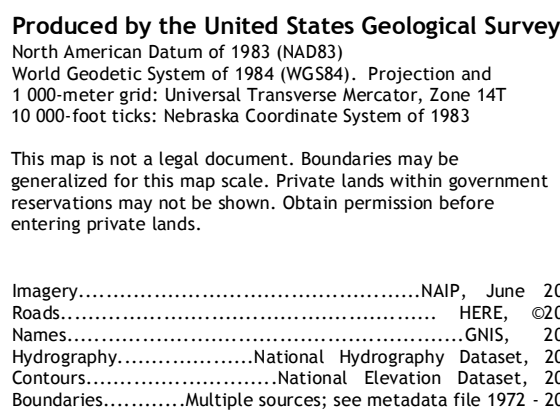 Produced by the United States Geological Survey
North American Datum of 1983 (NAD83)
World Geodetic System of 1984 (WGS84). Projection and
1 000-meter grid: Universal Transverse Mercator, Zone 14T
10 000-foot ticks: Nebraska Coordinate System of 1983
This map is not a legal document. Boundaries may be
generalized for this map scale. Private lands within government
reservations may not be shown. Obtain permission before
entering private lands.
Imagery..................................................NAIP, June
Roads...................................................... HERE,
Names.........................................................GNIS,
Hydrography....................National Hydrography Dataset,
Contours............................National Elevation Dataset,
Boundaries............Multiple sources; see metadata file 1972 -